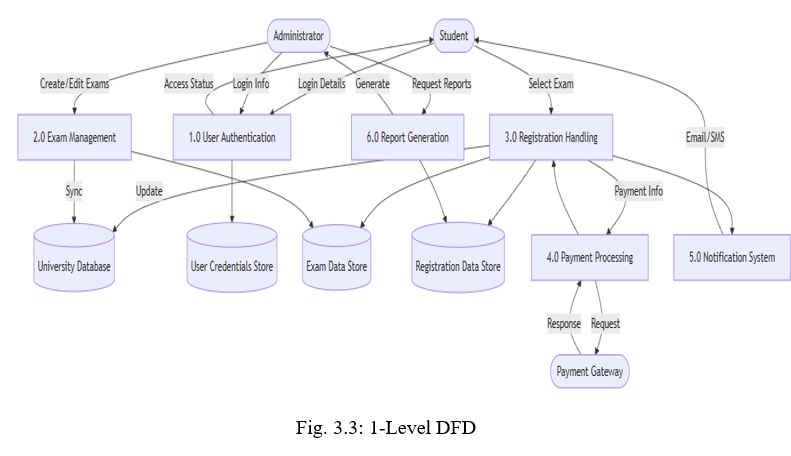 Administrator
Student
Create/Edit Exams
Access Status
Login Info
Login Details
Generate
Request Reports
Select Exam
2.0 Exam Management
1.0 User Authentication
6.0 Report Generation
3.0 Registration Handling
Email/SMS
Sync
Update
Payment Info
University Database
User Credentials Store
Exam Data Store
Registration Data Store
4.0 Payment Processing
5.0 Notification System
Response
Request
Payment Gateway
Fig. 3.3: 1-Level DFD